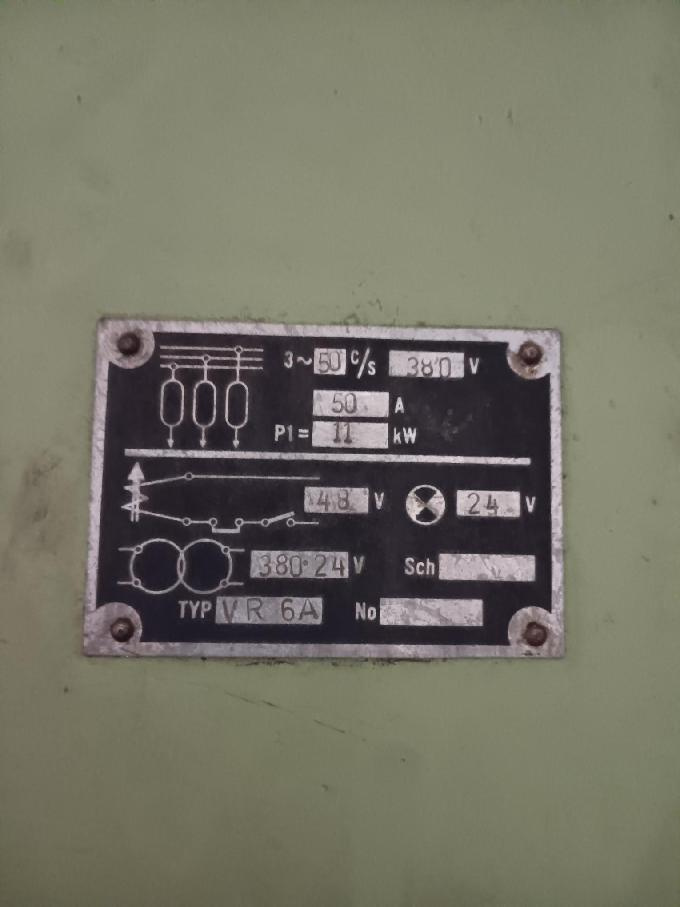 3~ 50 c/s 380 V
50 A
P1= 11 kW
48 V 24 V
380·24 V Sch
TYP VR 6A No